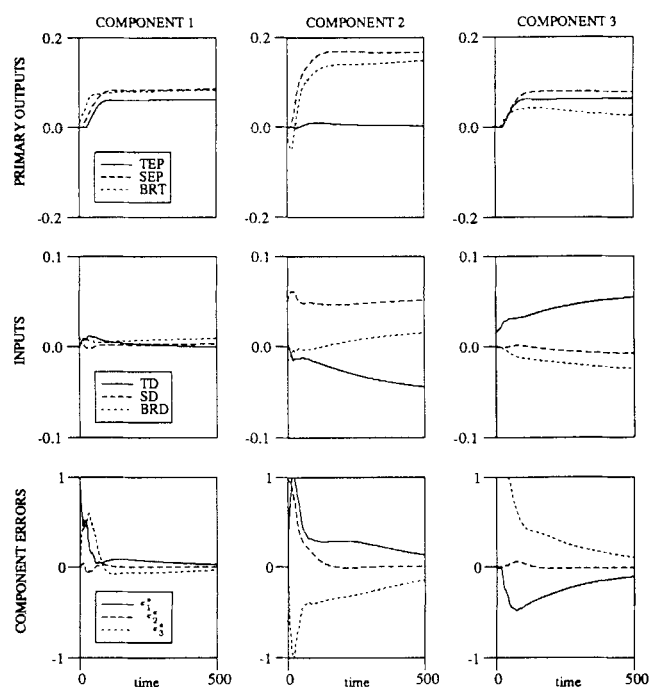 COMPONENT 1
COMPONENT 2
COMPONENT 3
PRIMARY OUTPUTS
0.2
0.0
-0.2
TEP
SEP
BRT
0.2
0.0
-0.2
0.2
0.0
-0.2
INPUTS
0.1
0.0
-0.1
TD
SD
BRD
0.1
0.0
-0.1
0.1
0.0
-0.1
COMPONENT ERRORS
1
0
-1
ε*1
ε*2
ε*3
0 time 500
1
0
-1
0 time 500
1
0
-1
0 time 500